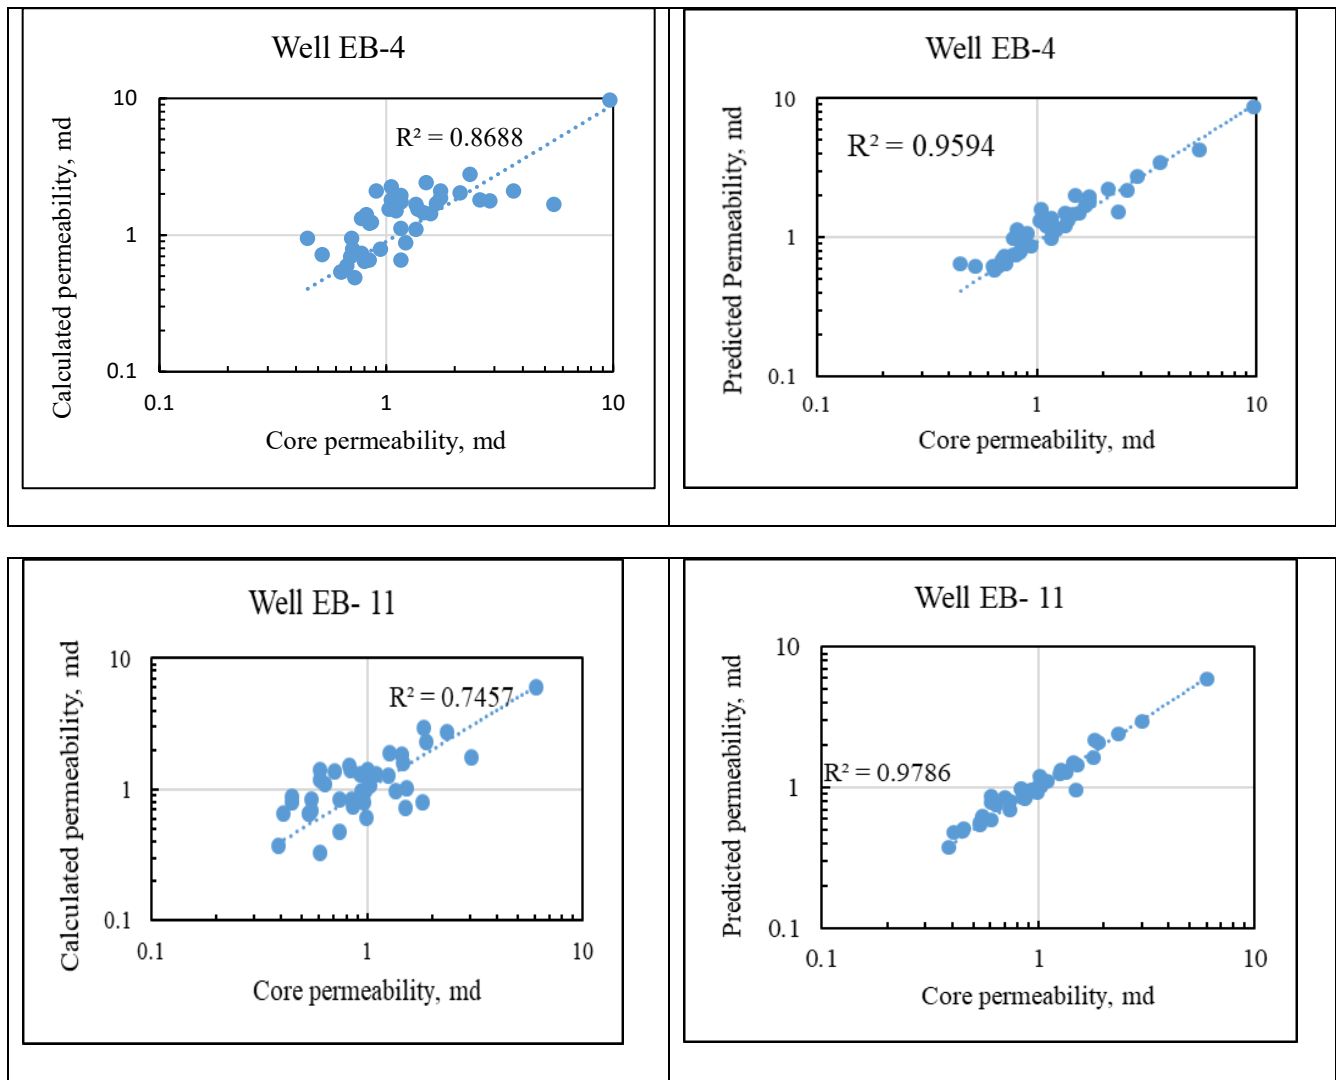 Well EB-4
Calculated permeability, md
10
1
0.1
R² = 0.8688
0.1 1 10
Core permeability, md
Well EB-4
Predicted Permeability, md
10
1
0.1
R² = 0.9594
0.1 1 10
Core permeability, md
Well EB- 11
Calculated permeability, md
10
1
0.1
R² = 0.7457
0.1 1 10
Core permeability, md
Well EB- 11
Predicted permeability, md
10
1
0.1
R² = 0.9786
0.1 1 10
Core permeability, md